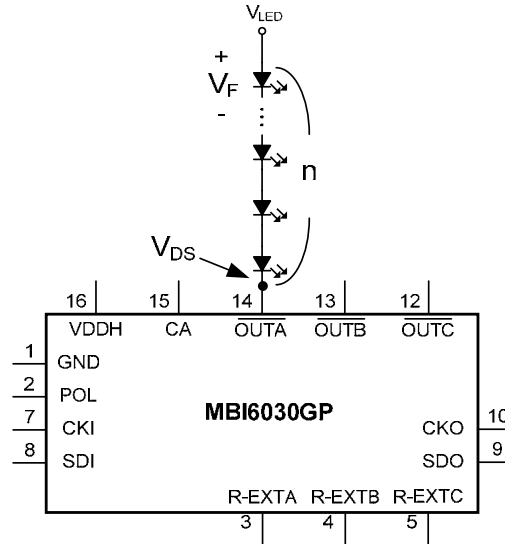 VLED
+
VF
-
n
VDS
16 15 14 13 12
VDDH CA OUTA OUTB OUTC
1 GND
2 POL
MBI6030GP
7 CKI CKO 10
8 SDI SDO 9
R-EXTA R-EXTB R-EXTC
3 4 5